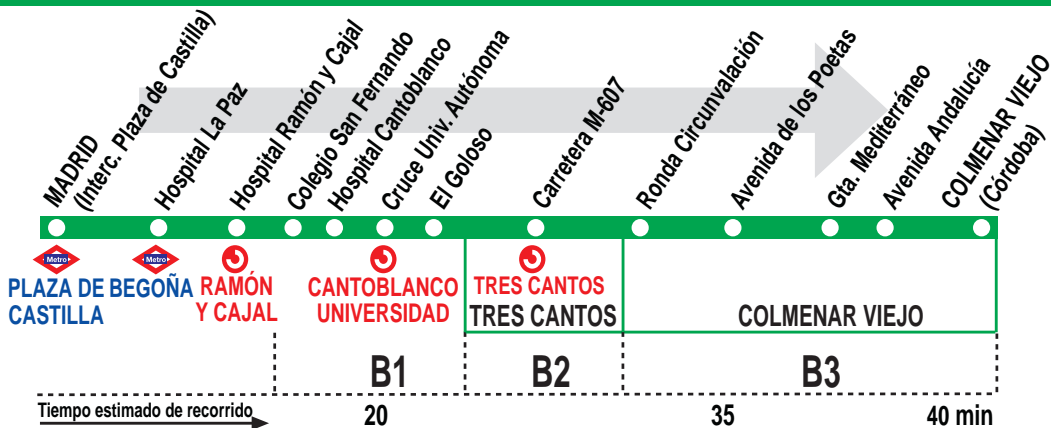 MADRID
(Interc. Plaza de Castilla)
Hospital La Paz
Hospital Ramón y Cajal
Colegio San Fernando
Hospital Cantoblanco
Cruce Univ. Autónoma
El Goloso
Carretera M-607
Ronda Circunvalación
Avenida de los Poetas
Gta. Mediterráneo
Avenida Andalucía
COLMENAR VIEJO
(Córdoba)
Metro
Metro
PLAZA DE
CASTILLA
BEGOÑA
RAMÓN
Y CAJAL
CANTOBLANCO
UNIVERSIDAD
TRES CANTOS
TRES CANTOS
COLMENAR VIEJO
B1
B2
B3
Tiempo estimado de recorrido
20
35
40 min